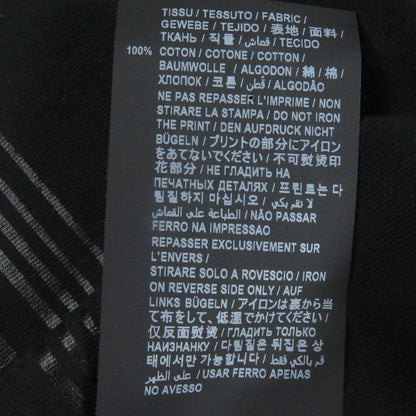 TISSU / TESSUTO / FABRIC /
GEWEBE / TEJIDO / 表地 / 面料 /
ТКАНЬ / 직물 / قماش / TECIDO
100% COTON / COTONE / COTTON /
BAUMWOLLE / ALGODON / 綿 / 棉 /
ХЛОПОК / 코튼 / قطن / ALGODÃO
NE PAS REPASSER L'IMPRIME / NON
STIRARE LA STAMPA / DO NOT IRON
THE PRINT / DEN AUFDRUCK NICHT
BÜGELN / プリントの部分にアイロン
をあてないでください / 不可熨烫印
花部分 / НЕ ГЛАДИТЬ НА
ПЕЧАТНЫХ ДЕТАЛЯХ / 프린트는 다
림질하지 마십시오 / لا تقم بكي
الطباعة على القماش / NÃO PASSAR
FERRO NA IMPRESSAO
REPASSER EXCLUSIVEMENT SUR
L'ENVERS /
STIRARE SOLO A ROVESCIO / IRON
ON REVERSE SIDE ONLY / AUF
LINKS BÜGELN / アイロンは裏から当
て布をして、低温でかけてください /
仅反面熨烫 / ГЛАДИТЬ ТОЛЬКО
НАИЗНАНКУ / 다림질은 뒤집은 상
태에서만 가능 / قم بالكي
على الظهر / USAR FERRO APENAS
NO AVESSO